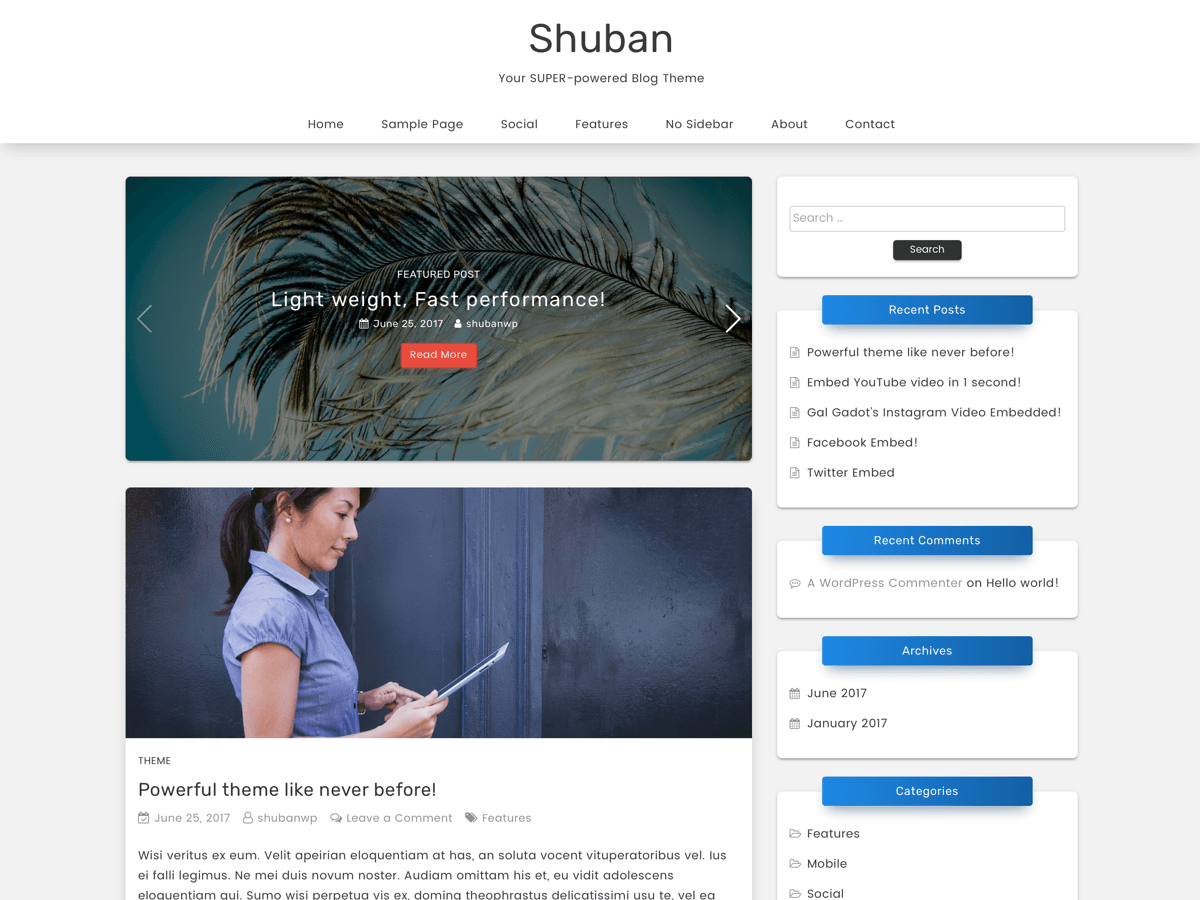 Shuban
Your SUPER-powered Blog Theme
Home Sample Page Social Features No Sidebar About Contact
FEATURED POST
Light weight, Fast performance!
June 25, 2017 shubanwp
Read More
THEME
Powerful theme like never before!
June 25, 2017 shubanwp Leave a Comment Features
Wisi veritus ex eum. Velit apeirian eloquentiam at has, an soluta vocent vituperatoribus vel. Ius
ei falli legimus. Ne mei duis novum noster. Audiam omittam his et, eu vidit adolescens
eloquentiam qui. Sumo wisi perpetua vis ex, doming theophrastus delicatissimi usu te, vel ea
Search ...
Search
Recent Posts
Powerful theme like never before!
Embed YouTube video in 1 second!
Gal Gadot's Instagram Video Embedded!
Facebook Embed!
Twitter Embed
Recent Comments
A WordPress Commenter on Hello world!
Archives
June 2017
January 2017
Categories
Features
Mobile
Social